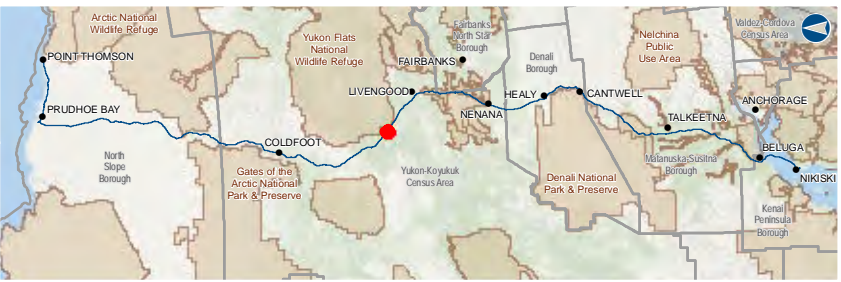 Arctic National
Wildlife Refuge
POINT THOMSON
PRUDHOE BAY
North
Slope
Borough
COLDFOOT
Gates of the
Arctic National
Park & Preserve
Yukon Flats
National
Wildlife Refuge
LIVENGOOD
FAIRBANKS
Fairbanks
North Star
Borough
Yukon-Koyukuk
Census Area
NENANA
HEALY
Denali
Borough
CANTWELL
Denali National
Park & Preserve
Nelchina
Public
Use Area
TALKEETNA
Matanuska-Susitna
Borough
Valdez-Cordova
Census Area
ANCHORAGE
BELUGA
NIKISKI
Kenai
Peninsula
Borough